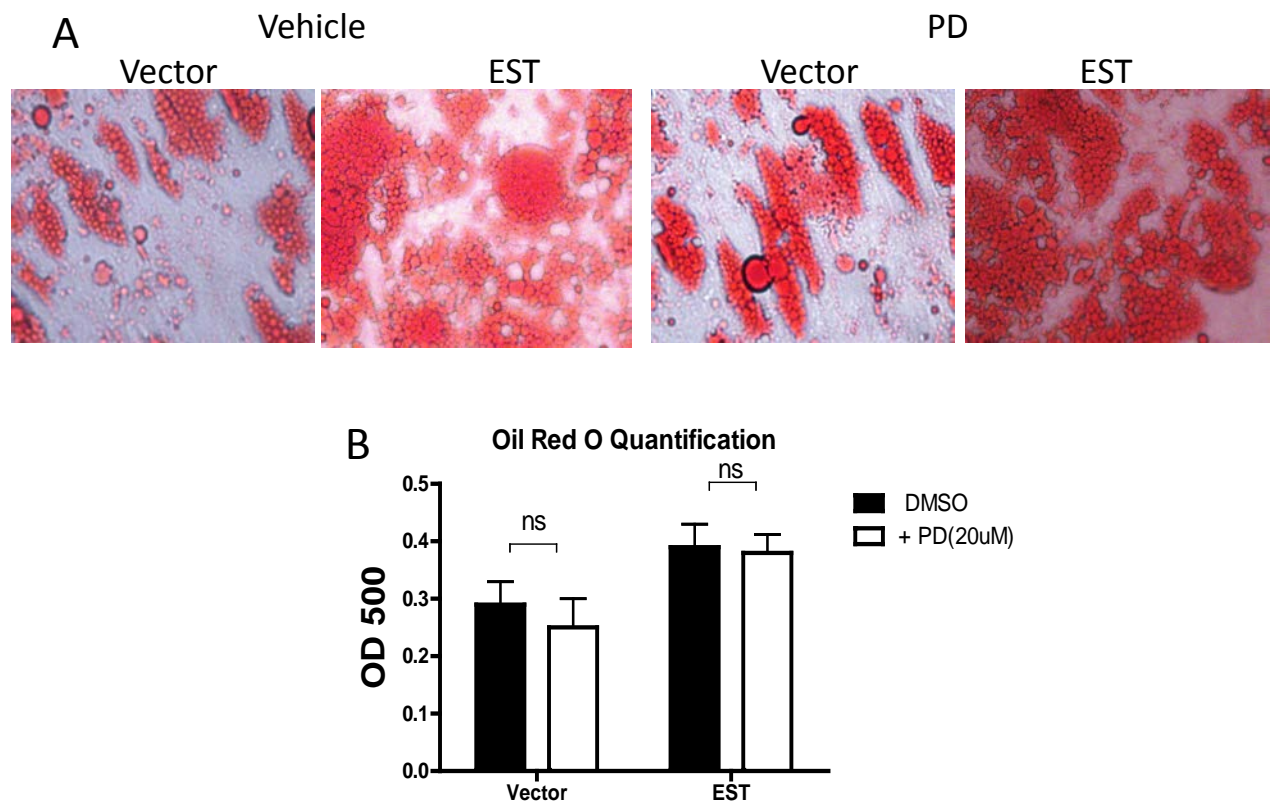 A
Vehicle
PD
Vector
EST
Vector
EST
B
Oil Red O Quantification
ns
ns
0.5
0.4
0.3
0.2
0.1
0.0
OD 500
Vector
EST
DMSO
+ PD(20uM)